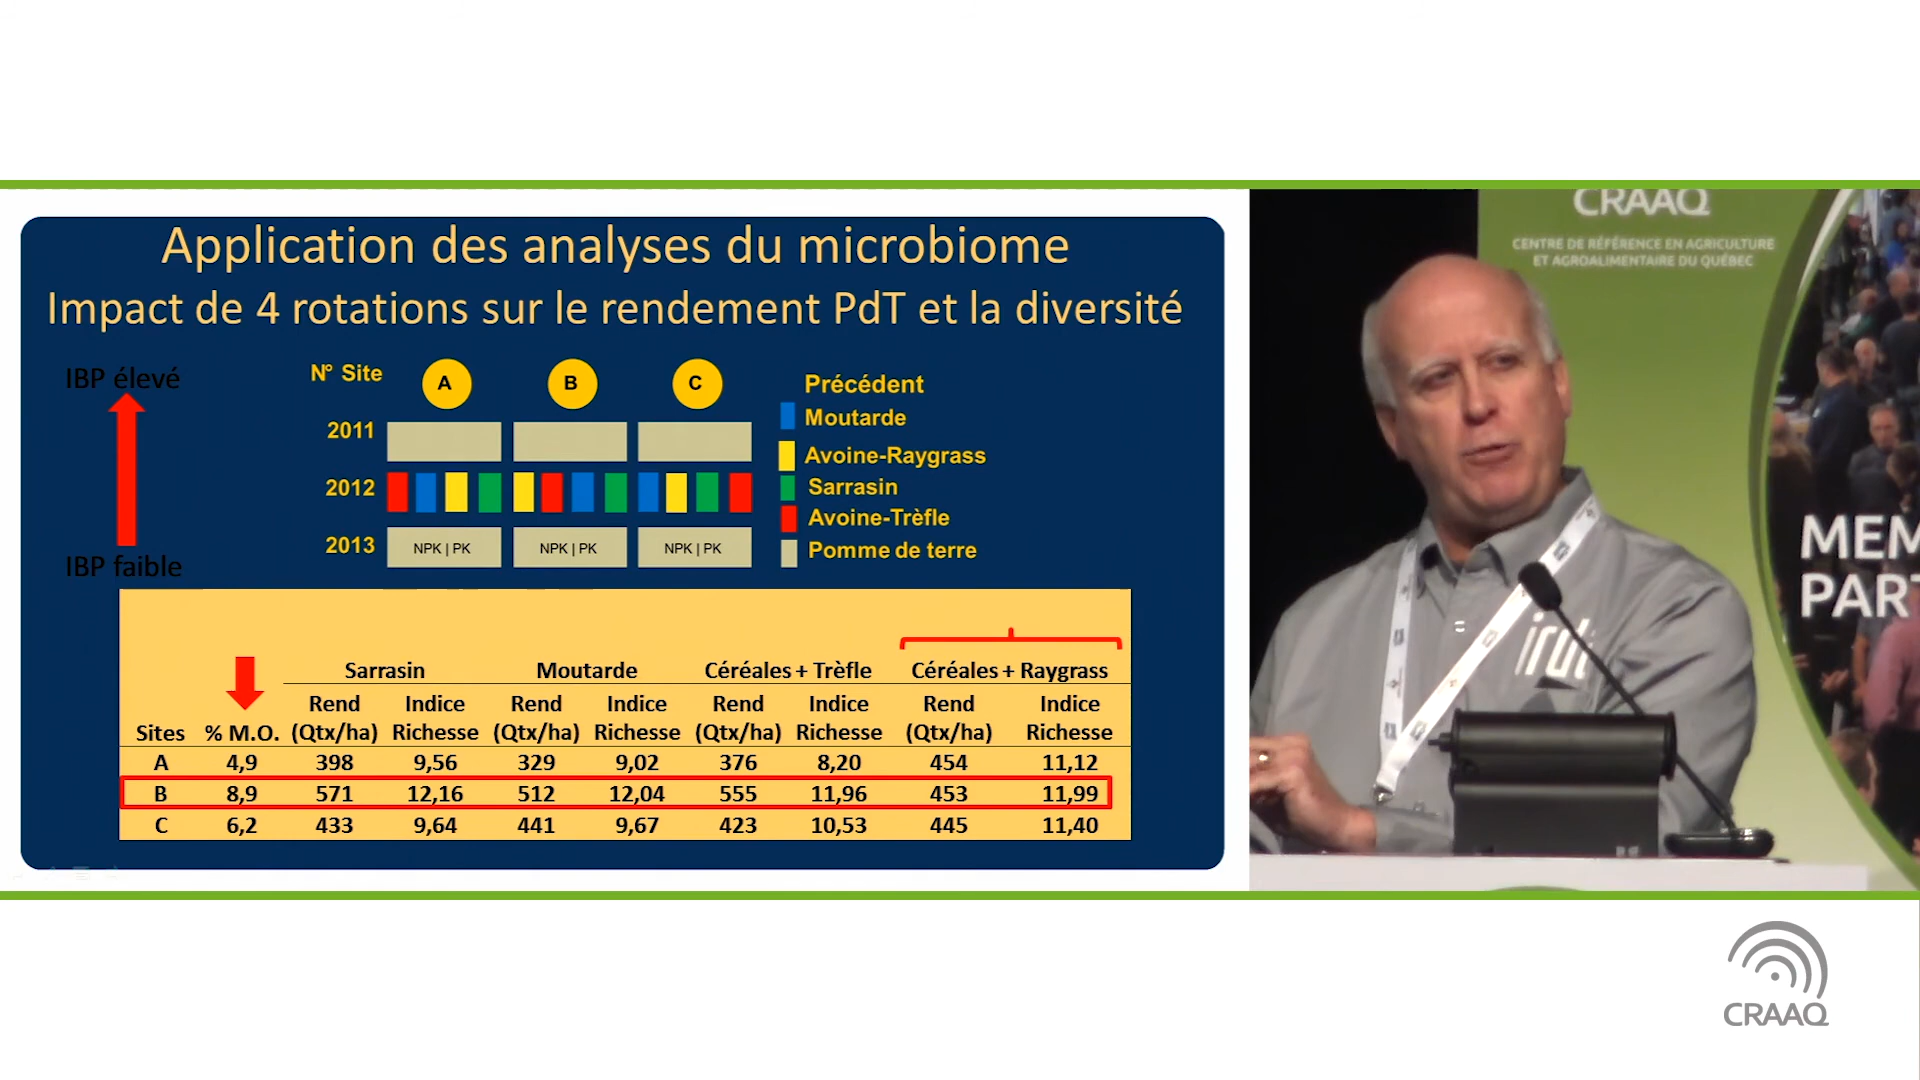 Application des analyses du microbiome
Impact de 4 rotations sur le rendement PdT et la diversité
IBP élevé
IBP faible
N° Site A B C
2011
2012
2013 NPK | PK NPK | PK NPK | PK
Précédent
Moutarde
Avoine-Raygrass
Sarrasin
Avoine-Trèfle
Pomme de terre
Sarrasin Moutarde Céréales + Trèfle Céréales + Raygrass
Rend Indice Rend Indice Rend Indice Rend Indice
Sites % M.O. (Qtx/ha) Richesse (Qtx/ha) Richesse (Qtx/ha) Richesse (Qtx/ha) Richesse
A 4,9 398 9,56 329 9,02 376 8,20 454 11,12
B 8,9 571 12,16 512 12,04 555 11,96 453 11,99
C 6,2 433 9,64 441 9,67 423 10,53 445 11,40
CRAAQ
CENTRE DE RÉFÉRENCE EN AGRICULTURE
ET AGROALIMENTAIRE DU QUÉBEC
MEM
PART
irda
CRAAQ